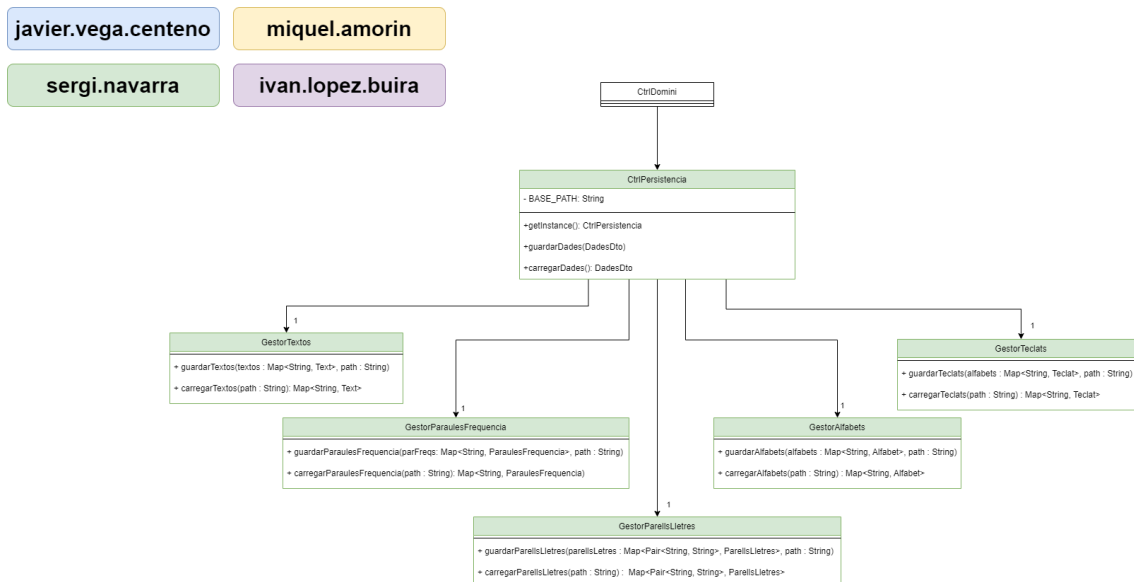 javier.vega.centeno
miquel.amorin
sergi.navarra
ivan.lopez.buira
CtrlDomini
CtrlPersistencia
- BASE_PATH: String
+getInstance(): CtrlPersistencia
+guardarDades(DadesDto)
+carregarDades(): DadesDto
1
GestorTextos
+ guardarTextos(textos : Map<String, Text>, path : String)
+ carregarTextos(path : String): Map<String, Text>
1
GestorTeclats
+ guardarTeclats(alfabets : Map<String, Teclat>, path : String)
+ carregarTeclats(path : String) : Map<String, Teclat>
1
GestorParaulesFrequencia
+ guardarParaulesFrequencia(parFreqs: Map<String, ParaulesFrequencia>, path : String)
+ carregarParaulesFrequencia(path : String): Map<String, ParaulesFrequencia)
1
GestorAlfabets
+ guardarAlfabets(alfabets : Map<String, Alfabet>, path : String)
+ carregarAlfabets(path : String) : Map<String, Alfabet>
1
GestorParellsLletres
+ guardarParellsLletres(parellsLetres : Map<Pair<String, String>, ParellsLletres>, path : String)
+ carregarParellsLletres(path : String) : Map<Pair<String, String>, ParellsLletres>